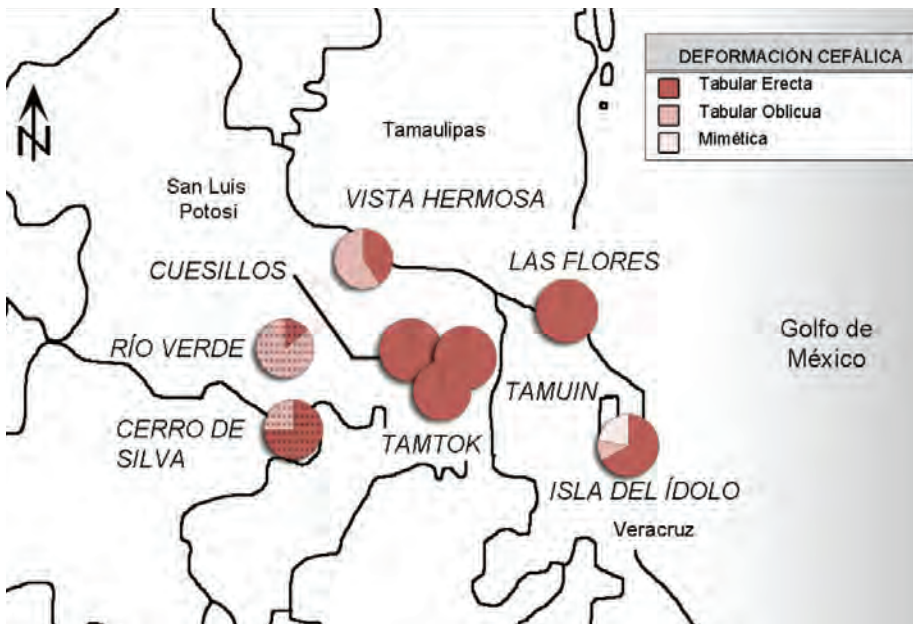 DEFORMACIÓN CEFÁLICA
Tabular Erecta
Tabular Oblicua
Mimética
N
Tamaulipas
San Luis
Potosí
VISTA HERMOSA
CUESILLOS
LAS FLORES
RÍO VERDE
Golfo de
México
TAMUIN
CERRO DE
SILVA
TAMTOK
ISLA DEL ÍDOLO
Veracruz